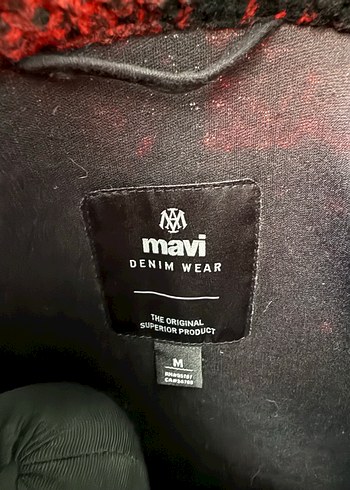 mavi
DENIM WEAR
THE ORIGINAL
SUPERIOR PRODUCT
M